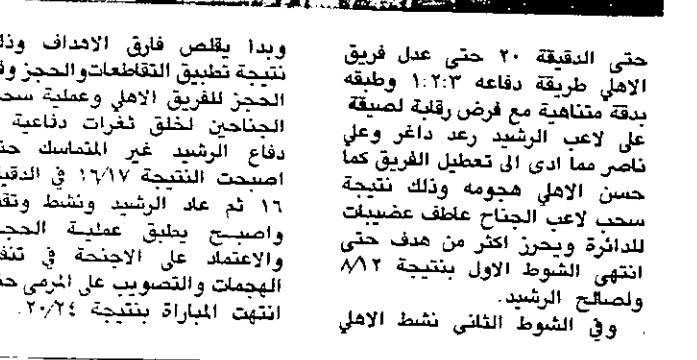 حتى الدقيقة ٢٠ حتى عدل فريق
الاهلي طريقة دفاعه ١:٢:٣ وطبقه
بدقة متناهية مع فرض رقابة لصيقة
على لاعب الرشيد رعد داغر وعلي
ناصر مما ادى الى تعطيل الفريق كما
حسن الاهلي هجومه وذلك نتيجة
سحب لاعب الجناح عاطف عضيبات
للدائرة ويحرز اكثر من هدف حتى
انتهى الشوط الاول بنتيجة ٨/١٢
ولصالح الرشيد.
وفي الشوط الثاني نشط الاهلي
وبدا يقلص فارق الاهداف
نتيجة تطبيق التقاطعات والحجز
الحجز للفريق الاهلي وعملية
الجناحين لخلق ثغرات دفاعية
دفاع الرشيد غير المتماسك
اصبحت النتيجة ١٦/١٧ في
١٦ ثم عاد الرشيد ونشط
واصبح يطبق عملية
والاعتماد على الاجنحة في
الهجمات والتصويب على المرمى
انتهت المباراة بنتيجة ٢٠/٢٤.